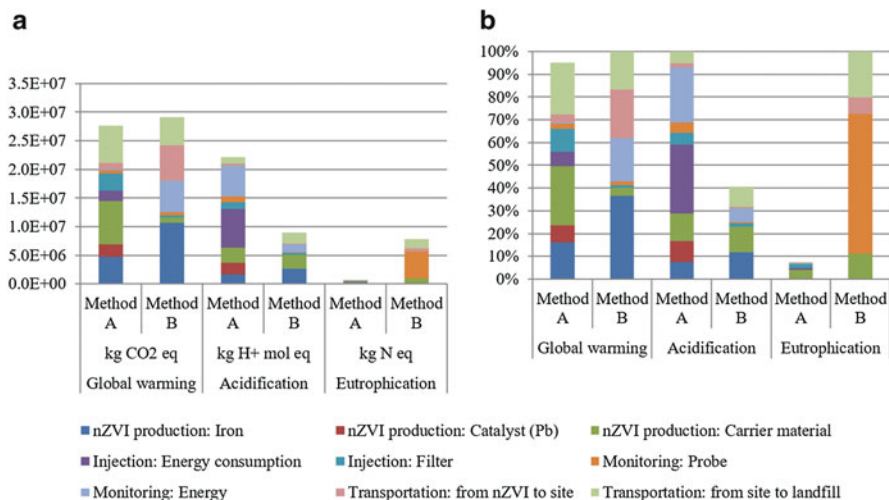 a
3.5E+07
3.0E+07
2.5E+07
2.0E+07
1.5E+07
1.0E+07
5.0E+06
0.0E+00
Method A
Method B
Method A
Method B
Method A
Method B
kg CO2 eq
kg H+ mol eq
kg N eq
Global warming
Acidification
Eutrophication
b
100%
90%
80%
70%
60%
50%
40%
30%
20%
10%
0%
Method A
Method B
Method A
Method B
Method A
Method B
Global warming
Acidification
Eutrophication
nZVI production: Iron
nZVI production: Catalyst (Pb)
nZVI production: Carrier material
Injection: Energy consumption
Injection: Filter
Monitoring: Probe
Monitoring: Energy
Transportation: from nZVI to site
Transportation: from site to landfill